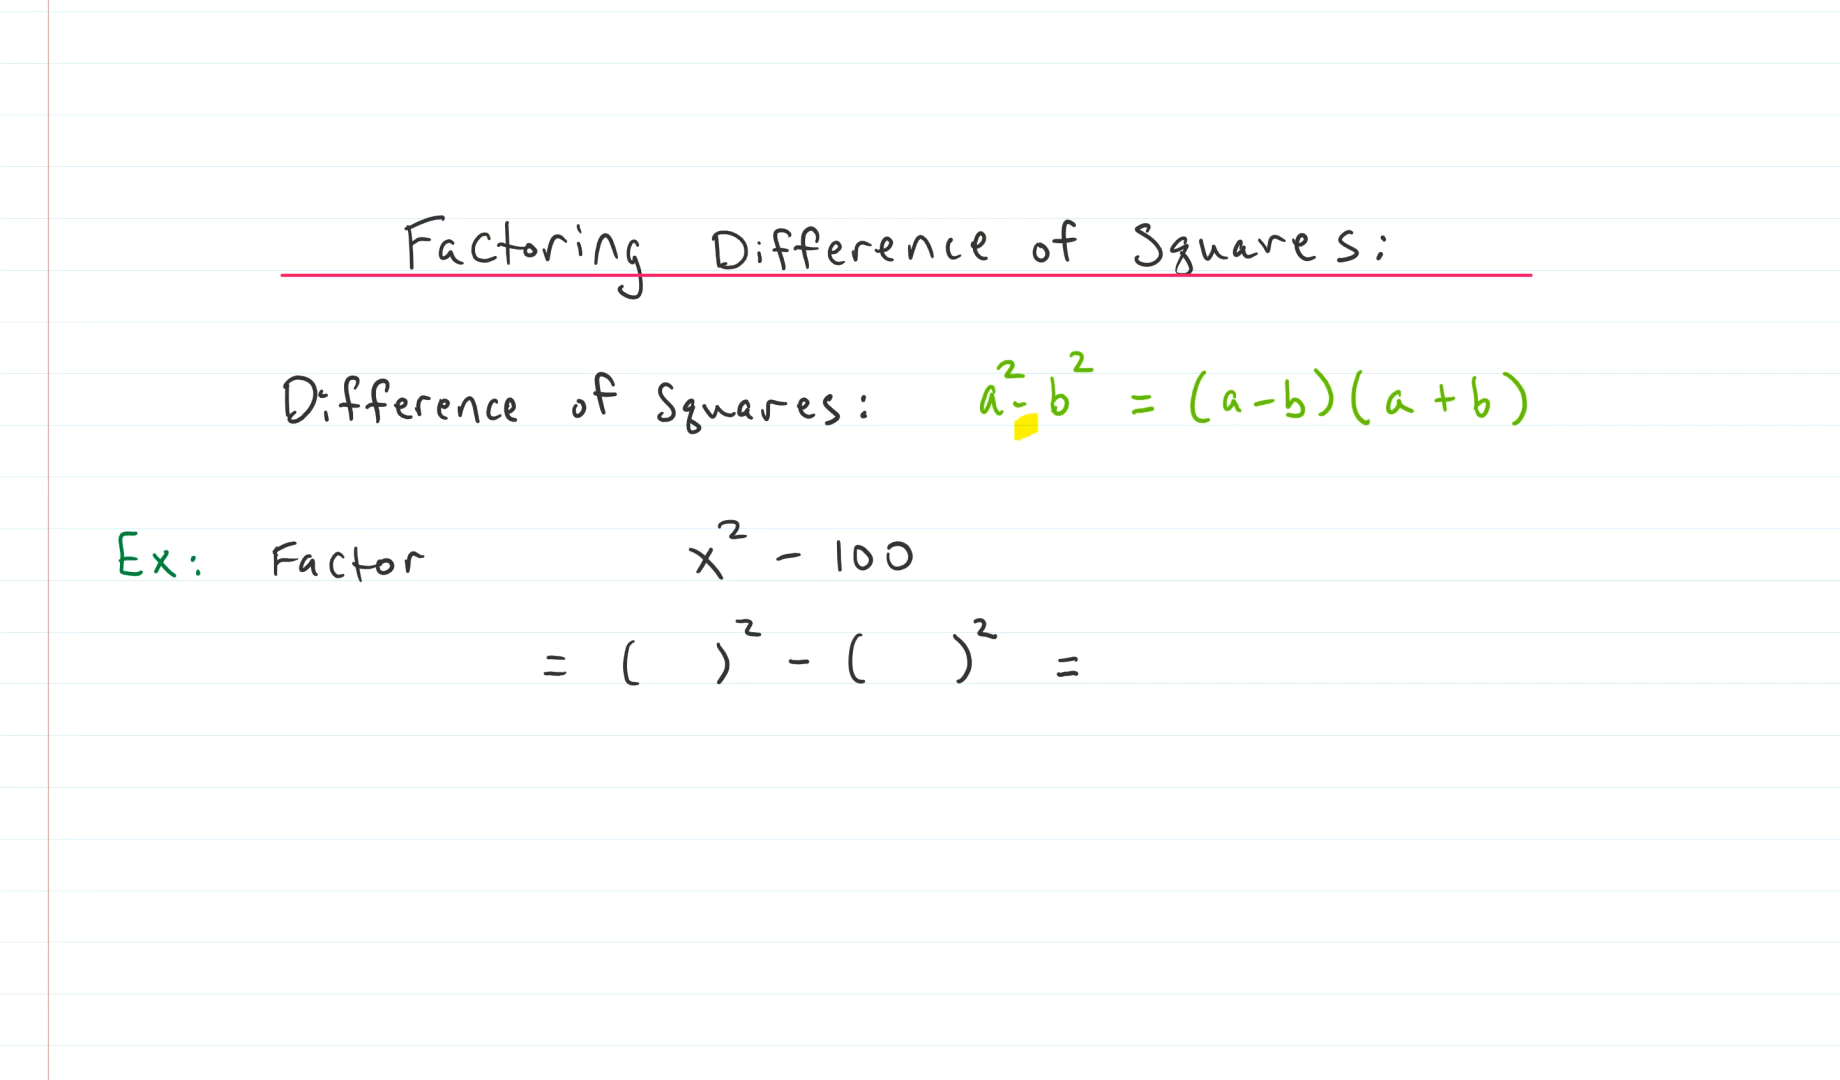 Factoring Difference of Squares:
Difference of Squares: a² - b² = (a - b)(a + b)
Ex: Factor x² - 100
= ( )² - ( )² =